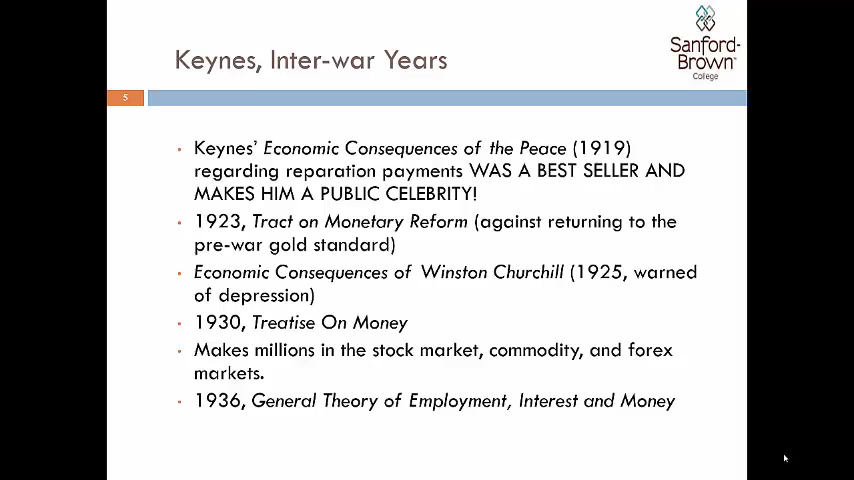 Keynes, Inter-war Years
Sanford-
Brown™
College
5
• Keynes' Economic Consequences of the Peace (1919)
regarding reparation payments WAS A BEST SELLER AND
MAKES HIM A PUBLIC CELEBRITY!
• 1923, Tract on Monetary Reform (against returning to the
pre-war gold standard)
• Economic Consequences of Winston Churchill (1925, warned
of depression)
• 1930, Treatise On Money
• Makes millions in the stock market, commodity, and forex
markets.
• 1936, General Theory of Employment, Interest and Money